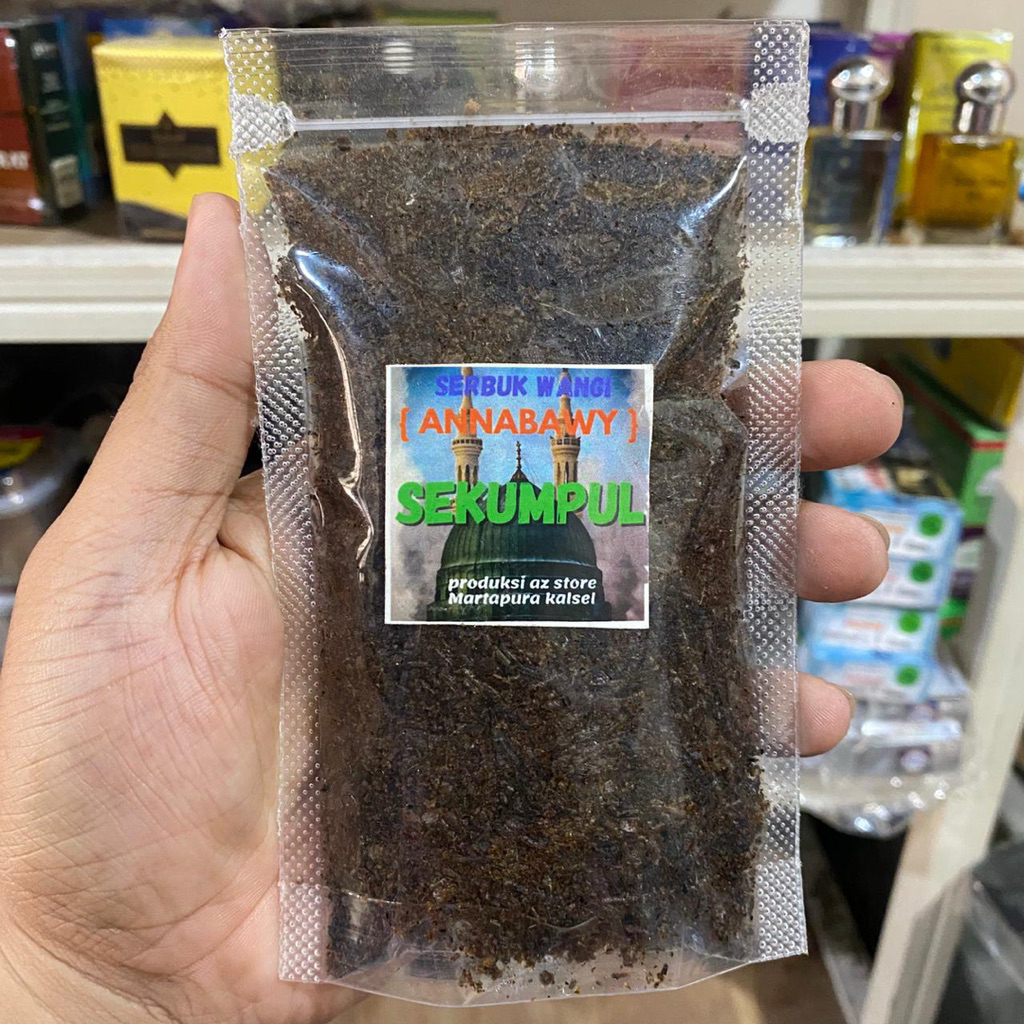 SERBUK WANGI
{ ANNABAWY }
SEKUMPUL
produksi az store
Martapura kalsel